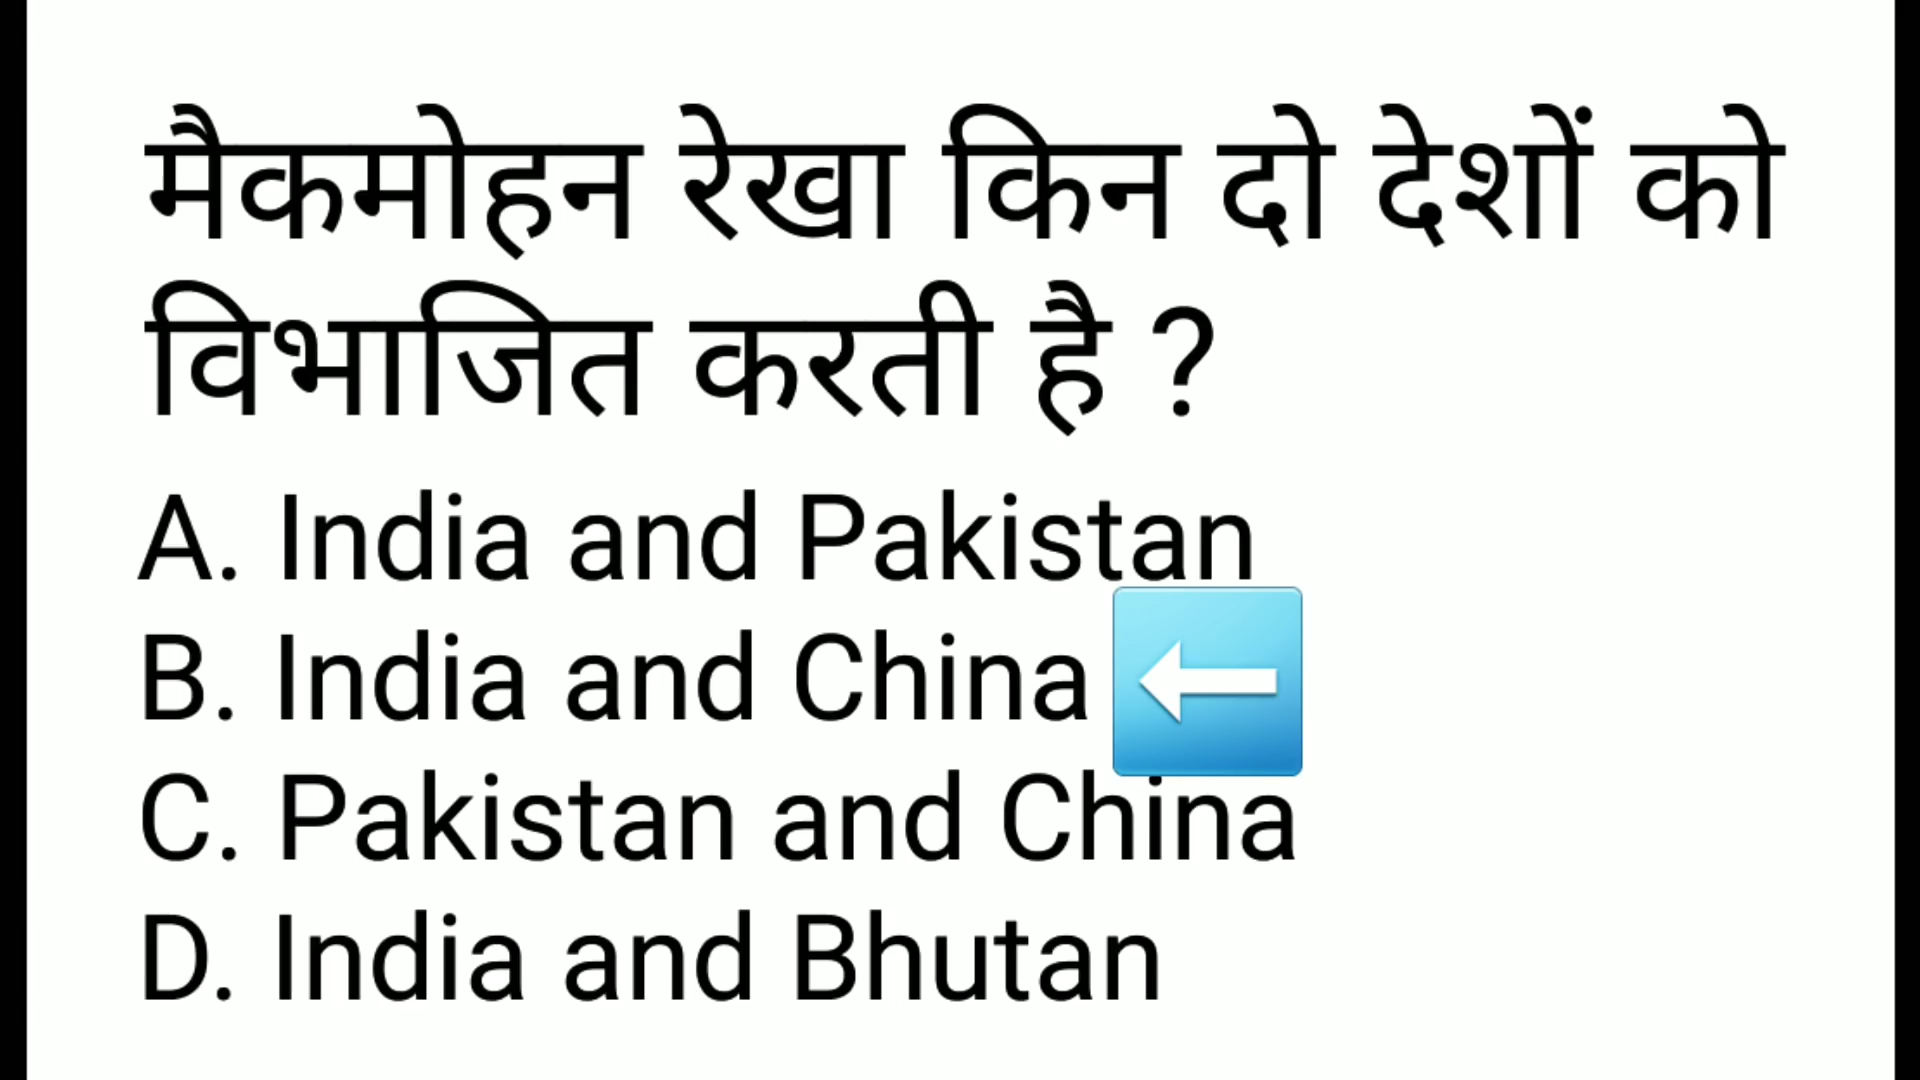 मैकमोहन रेखा किन दो देशों को
विभाजित करती है ?
A. India and Pakistan
B. India and China
C. Pakistan and China
D. India and Bhutan